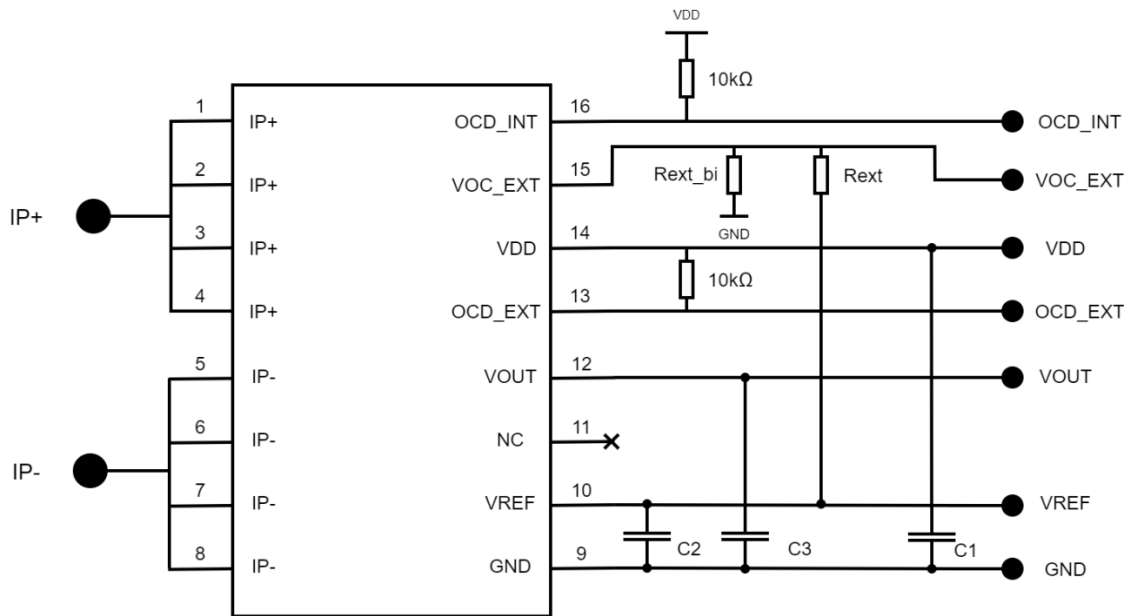 VDD
10kΩ
1 IP+ OCD_INT 16 OCD_INT
2 IP+ VOC_EXT 15 Rext_bi Rext VOC_EXT
IP+
GND
3 IP+ VDD 14 VDD
10kΩ
4 IP+ OCD_EXT 13 OCD_EXT
5 IP- VOUT 12 VOUT
6 IP- NC 11
IP-
7 IP- VREF 10 VREF
C2 C3 C1
8 IP- GND 9 GND